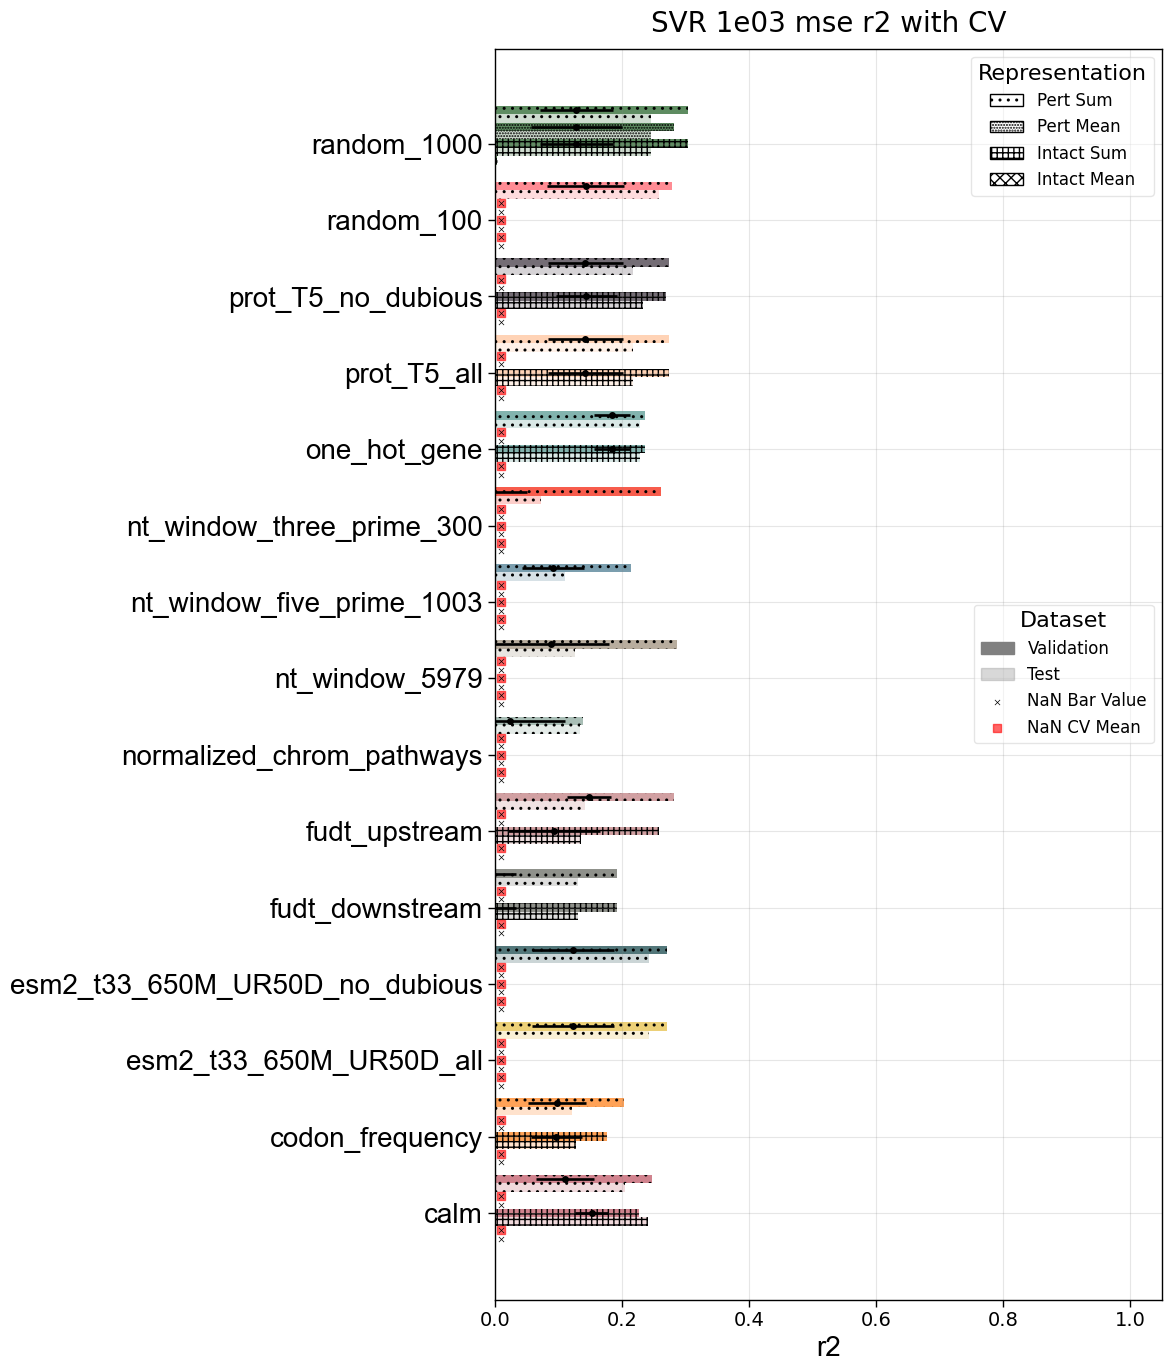 SVR 1e03 mse r2 with CV
Representation
Pert Sum
Pert Mean
Intact Sum
Intact Mean
random_1000
random_100
prot_T5_no_dubious
prot_T5_all
one_hot_gene
nt_window_three_prime_300
nt_window_five_prime_1003
nt_window_5979
normalized_chrom_pathways
fudt_upstream
fudt_downstream
esm2_t33_650M_UR50D_no_dubious
esm2_t33_650M_UR50D_all
codon_frequency
calm
Dataset
Validation
Test
NaN Bar Value
NaN CV Mean
0.0 0.2 0.4 0.6 0.8 1.0
r2